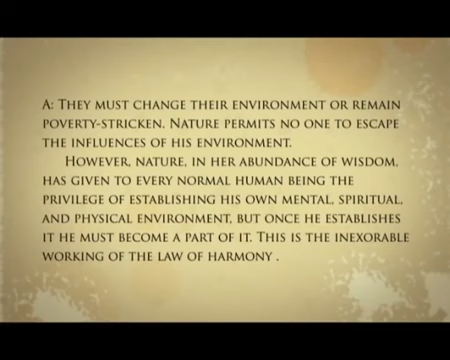 A: They must change their environment or remain
poverty-stricken. Nature permits no one to escape
the influences of his environment.
However, nature, in her abundance of wisdom,
has given to every normal human being the
privilege of establishing his own mental, spiritual,
and physical environment, but once he establishes
it he must become a part of it. This is the inexorable
working of the law of harmony .